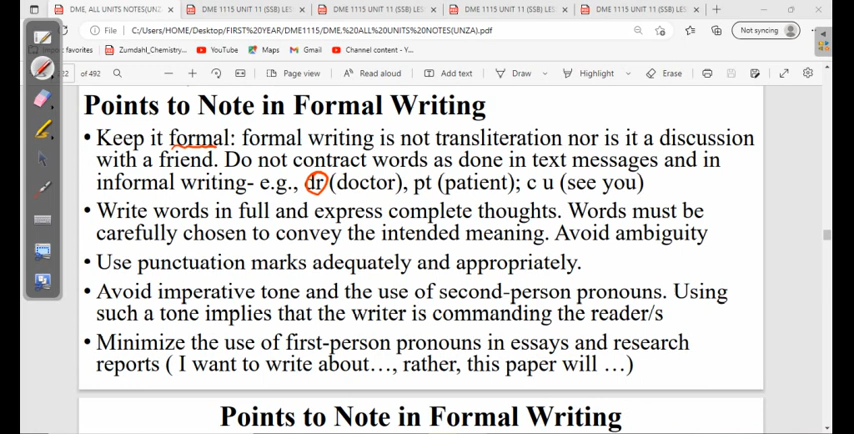 DME, ALL UNITS NOTES(UNZA).
DME 1115 UNIT 11 (SSB) LES
DME 1115 UNIT 11 (SSB) LES
DME 1115 UNIT 11 (SSB) LES
DME 1115 UNIT 11 (SSB) LES
File C:/Users/HOME/Desktop/FIRST%20YEAR/DME1115/DME.%20ALL%20UNITS%20NOTES(UNZA).pdf
Not syncing
favorites Zumdahl_Chemistry YouTube Maps Gmail Channel content - Y...
of 492 Page view Read aloud Add text Draw Highlight Erase
Points to Note in Formal Writing
• Keep it formal: formal writing is not transliteration nor is it a discussion
with a friend. Do not contract words as done in text messages and in
informal writing- e.g., dr (doctor), pt (patient); c u (see you)
• Write words in full and express complete thoughts. Words must be
carefully chosen to convey the intended meaning. Avoid ambiguity
• Use punctuation marks adequately and appropriately.
• Avoid imperative tone and the use of second-person pronouns. Using
such a tone implies that the writer is commanding the reader/s
• Minimize the use of first-person pronouns in essays and research
reports ( I want to write about…, rather, this paper will …)
Points to Note in Formal Writing